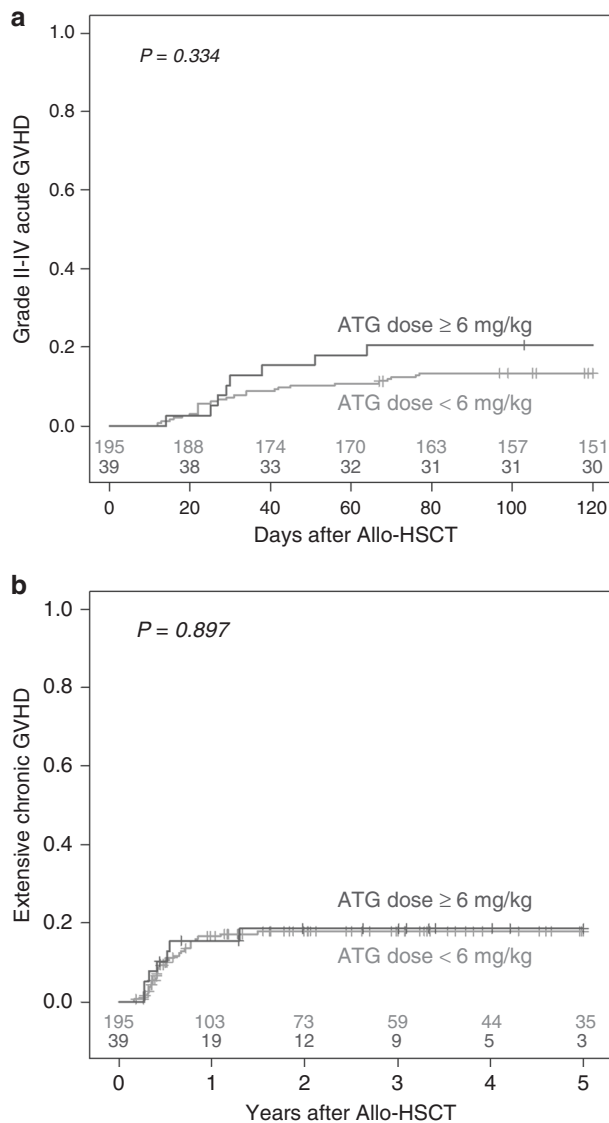 a
Grade II-IV acute GVHD
1.0
0.8
0.6
0.4
0.2
0.0
P = 0.334
ATG dose ≥ 6 mg/kg
ATG dose < 6 mg/kg
195 188 174 170 163 157 151
39 38 33 32 31 31 30
0 20 40 60 80 100 120
Days after Allo-HSCT
b
Extensive chronic GVHD
1.0
0.8
0.6
0.4
0.2
0.0
P = 0.897
ATG dose ≥ 6 mg/kg
ATG dose < 6 mg/kg
195 103 73 59 44 35
39 19 12 9 5 3
0 1 2 3 4 5
Years after Allo-HSCT